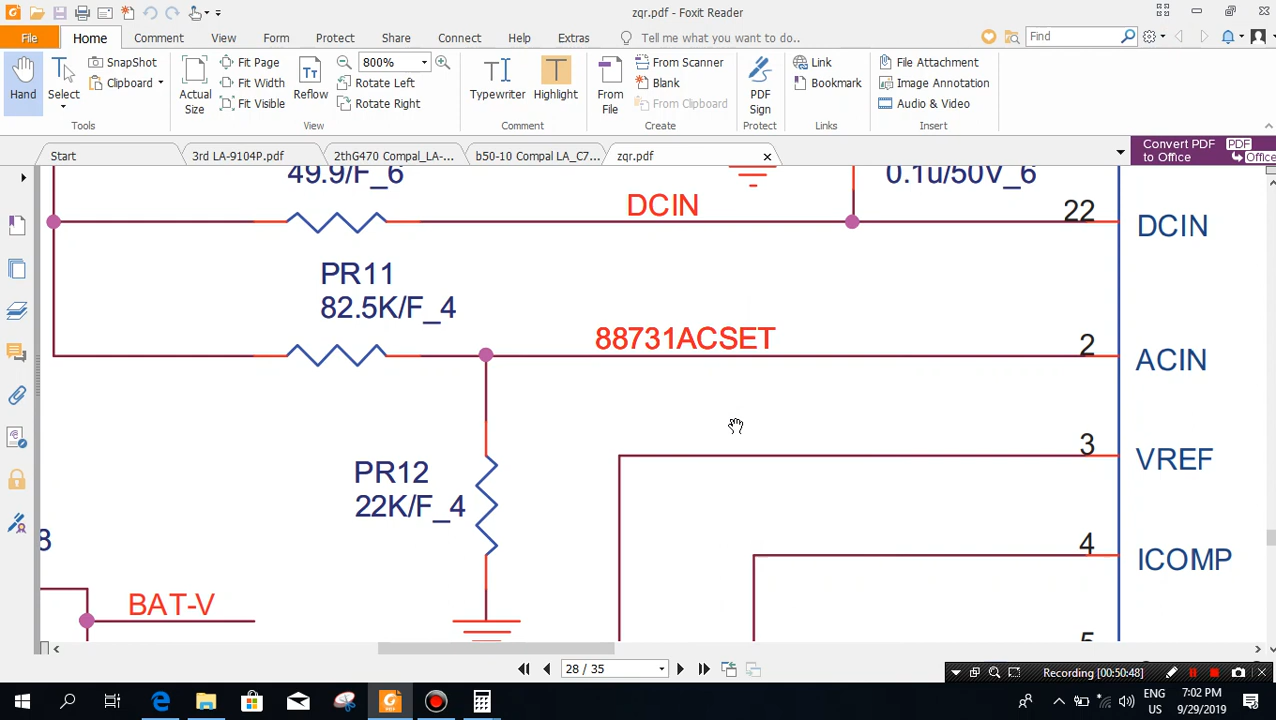 zqr.pdf - Foxit Reader
File Home Comment View Form Protect Share Connect Help Extras Tell me what you want to do.. Find
Hand
Select
SnapShot
Clipboard
Tools
Actual Size
Fit Page
Fit Width
Fit Visible
Reflow
800%
Rotate Left
Rotate Right
View
Typewriter
Highlight
Comment
From File
From Scanner
Blank
From Clipboard
Create
PDF Sign
Protect
Link
Bookmark
Links
File Attachment
Image Annotation
Audio & Video
Insert
Start 3rd LA-9104P.pdf 2thG470 Compal_LA-... b50-10 Compal LA_C7... zqr.pdf
Convert PDF to Office
PDF
Office
49.9/F_6
0.1u/50V_6
DCIN
22
DCIN
PR11
82.5K/F_4
88731ACSET
2
ACIN
3
VREF
PR12
22K/F_4
4
ICOMP
8
BAT-V
5
28 / 35
Recording [00:50:48]
ENG
US
7:02 PM
9/29/2019